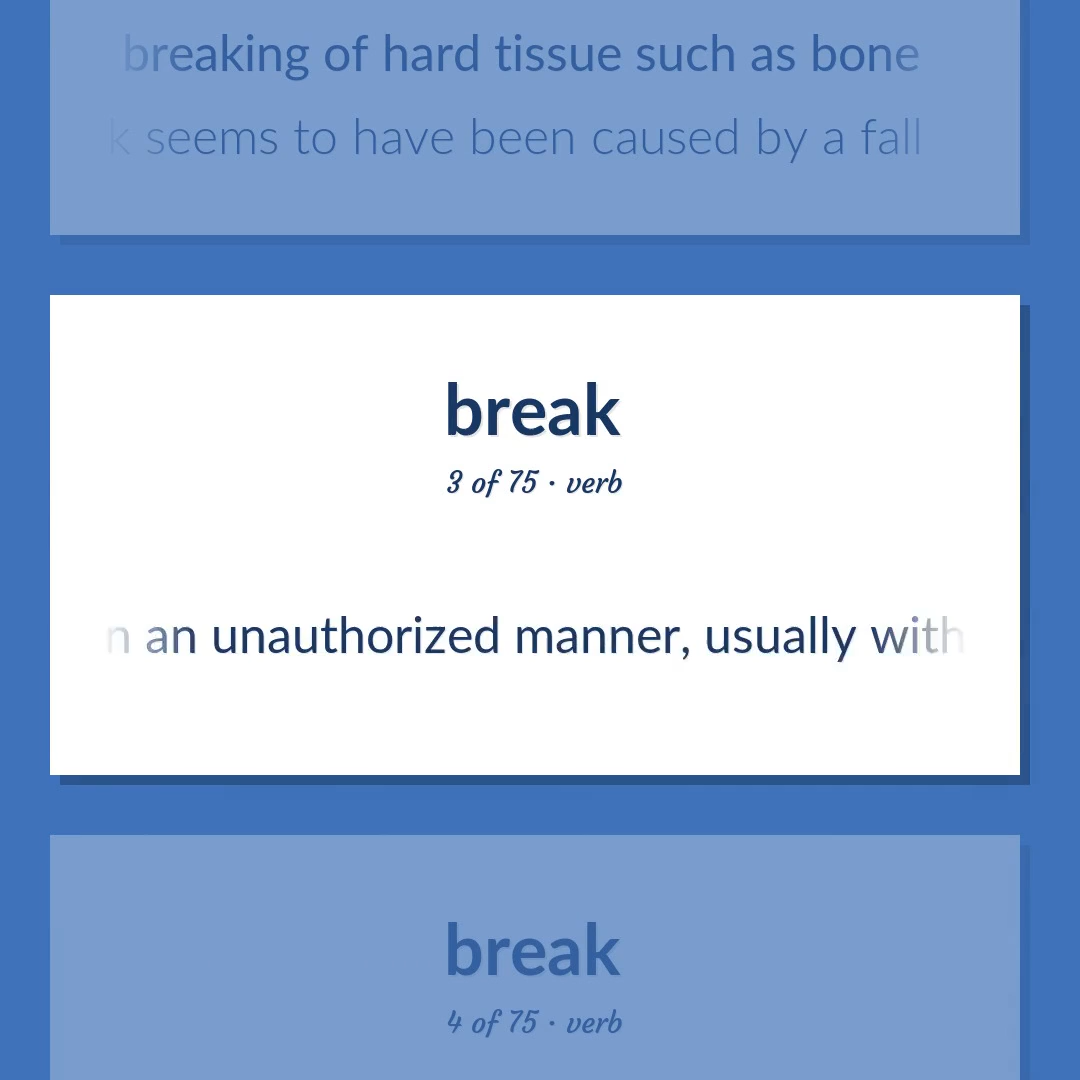 breaking of hard tissue such as bone
k seems to have been caused by a fall
break
3 of 75 · verb
n an unauthorized manner, usually with
break
4 of 75 · verb